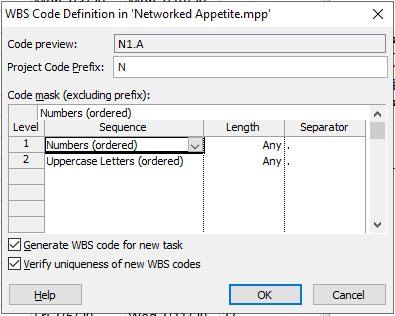 WBS Code Definition in 'Networked Appetite.mpp'
Code preview: N1.A
Project Code Prefix: N
Code mask (excluding prefix):
Numbers (ordered)
Level Sequence Length Separator
1 Numbers (ordered) Any .
2 Uppercase Letters (ordered) Any .
Generate WBS code for new task
Verify uniqueness of new WBS codes
Help OK Cancel